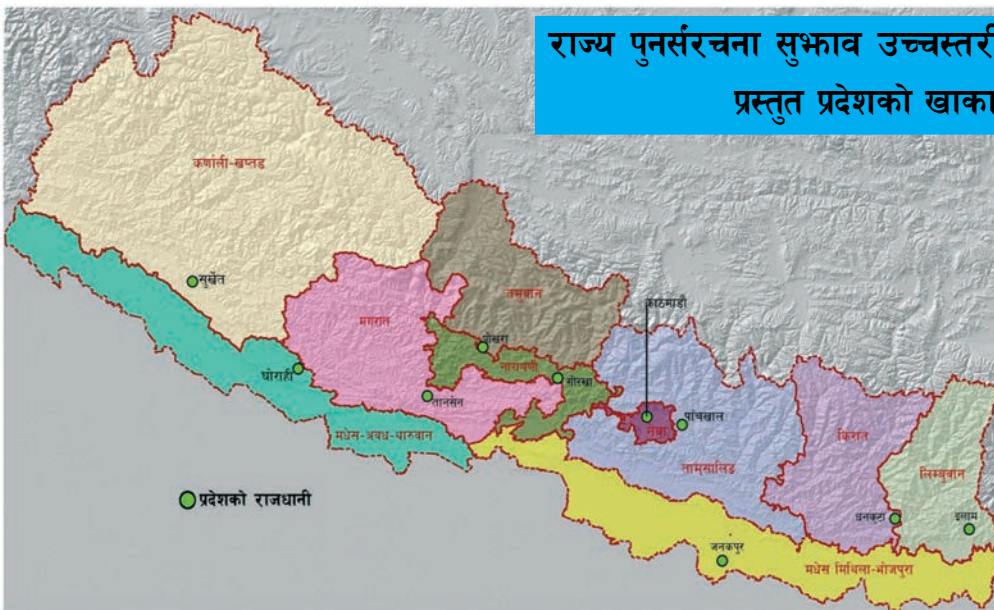 राज्य पुनर्संरचना सुझाव उच्चस्तरी
प्रस्तुत प्रदेशको खाका
कर्णाली-खप्तड
सुर्खेत
तमुवान
काठमाडौं
मगरात
पोखरा
नारायणी
गोरखा
घोराही
तानसेन
नेवा
पांचखाल
किरात
मधेस-अवध-थारुवान
ताम्सालिङ
लिम्बुवान
प्रदेशको राजधानी
धनकुटा
इलाम
जनकपुर
मधेस मिथिला-भोजपुरा